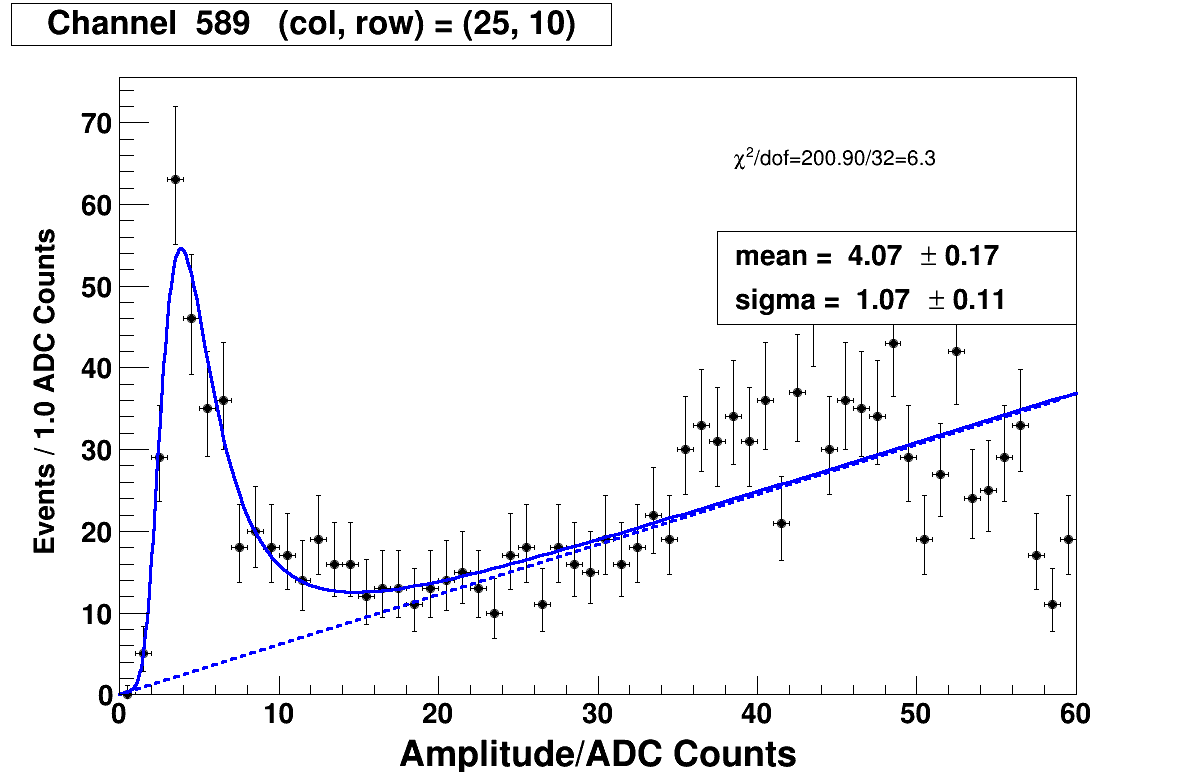 Channel 589 (col, row) = (25, 10)
χ²/dof=200.90/32=6.3
mean = 4.07 ± 0.17
sigma = 1.07 ± 0.11
Events / 1.0 ADC Counts
70
60
50
40
30
20
10
0
0 10 20 30 40 50 60
Amplitude/ADC Counts